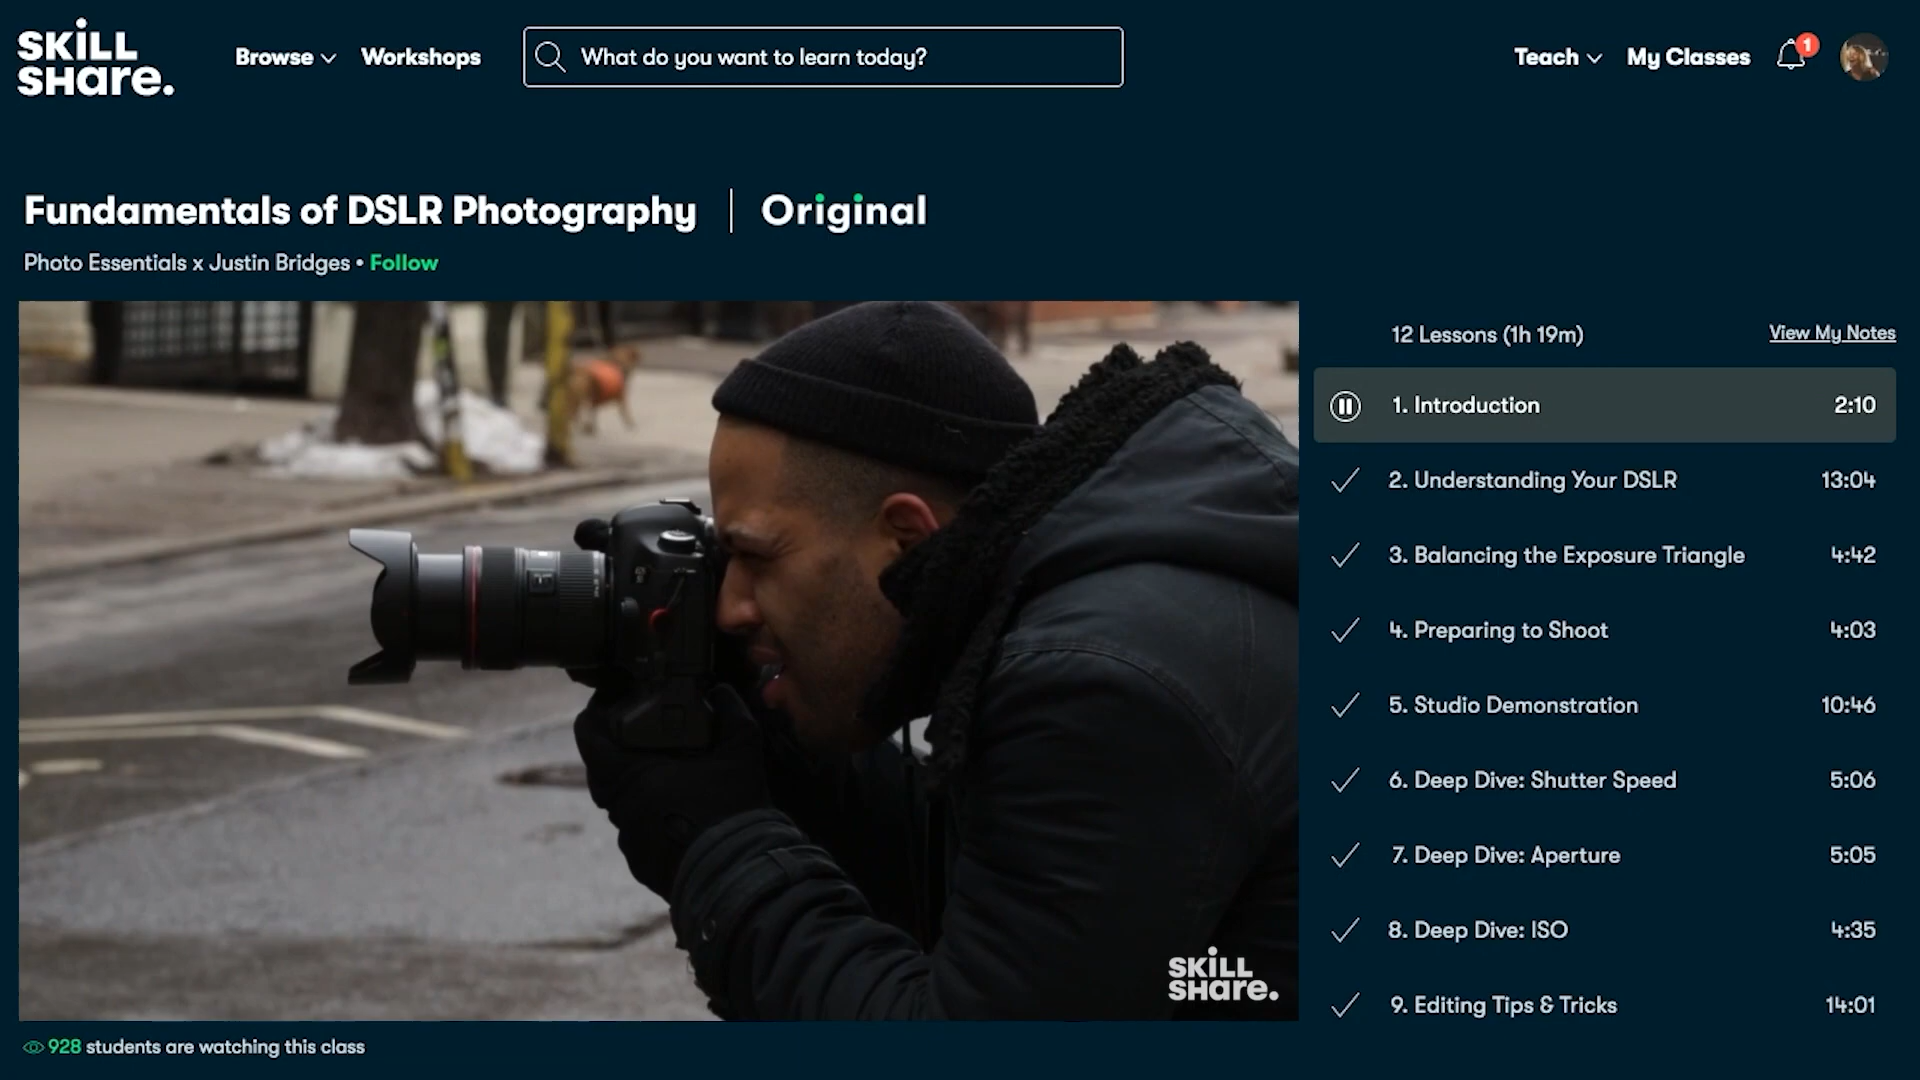 SKiLL
SHare.
Browse
Workshops
What do you want to learn today?
Teach
My Classes
1
Fundamentals of DSLR Photography | Original
Photo Essentials x Justin Bridges • Follow
12 Lessons (1h 19m)
View My Notes
1. Introduction 2:10
2. Understanding Your DSLR 13:04
3. Balancing the Exposure Triangle 4:42
4. Preparing to Shoot 4:03
5. Studio Demonstration 10:46
6. Deep Dive: Shutter Speed 5:06
7. Deep Dive: Aperture 5:05
8. Deep Dive: ISO 4:35
9. Editing Tips & Tricks 14:01
SKiLL
SHare.
928 students are watching this class